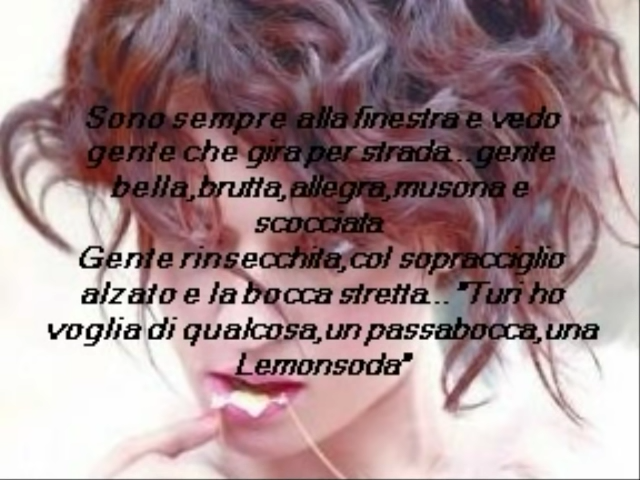 Sono sempre alla finestra e vedo
gente che gira per strada...gente
bella,brutta,allegra,musona e
scocciata
Gente rinsecchita,col sopracciglio
alzato e la bocca stretta..."Turi ho
voglia di qualcosa,un passabocca,una
Lemonsoda"